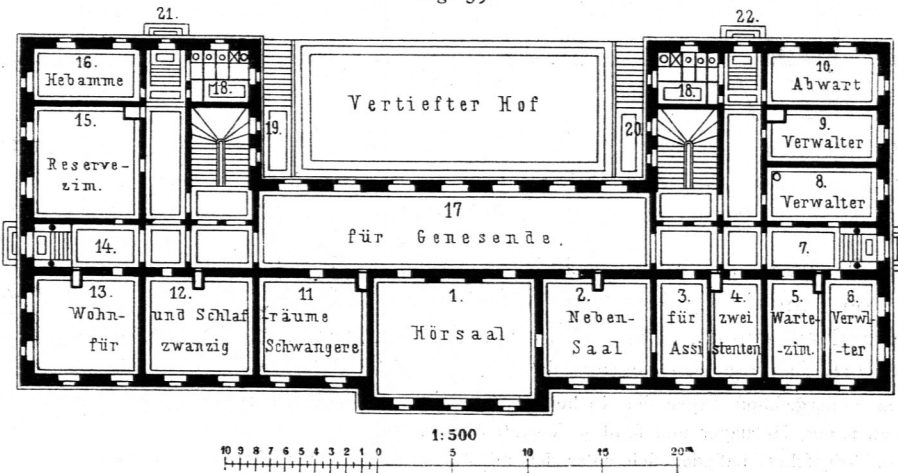 21.
22.
16.
Hebamme
18.
Vertiefter Hof
18.
10.
Abwart
15.
Reserve-
zim.
19.
20.
9.
Verwalter
8.
Verwalter
17
für Genesende.
14.
7.
13.
Wohn-
für
12.
und Schlaf
zwanzig
11
räume
Schwangere
1.
Hörsaal
2.
Neben-
Saal
3.
für
Assi
4.
zwei
stenten
5.
Warte-
-zim.
6.
Verwl-
-ter
1:500
10 9 8 7 6 5 4 3 2 1 0 5 10 15 20m